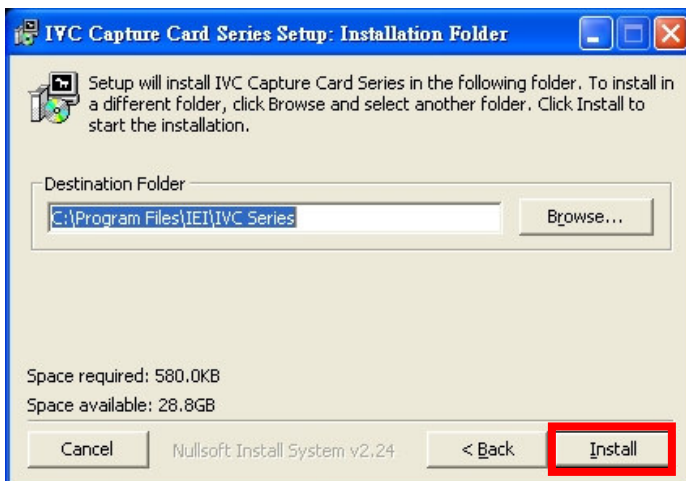 IVC Capture Card Series Setup: Installation Folder
Setup will install IVC Capture Card Series in the following folder. To install in
a different folder, click Browse and select another folder. Click Install to
start the installation.
Destination Folder
C:\Program Files\IEI\IVC Series
Browse...
Space required: 580.0KB
Space available: 28.8GB
Cancel
Nullsoft Install System v2.24
< Back
Install